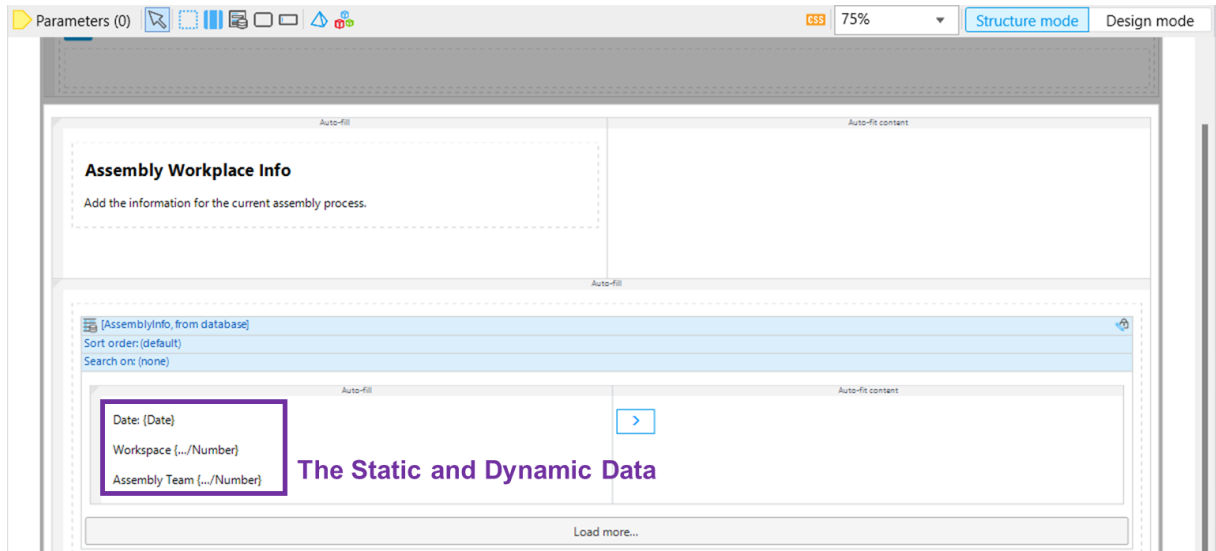 Parameters (0)
CSS
75%
Structure mode
Design mode
Auto-fill
Auto-fit content
Assembly Workplace Info
Add the information for the current assembly process.
Auto-fill
[AssemblyInfo, from database]
Sort order: (default)
Search on: (none)
Auto-fill
Auto-fit content
Date: {Date}
Workspace {.../Number}
Assembly Team {.../Number}
The Static and Dynamic Data
Load more...